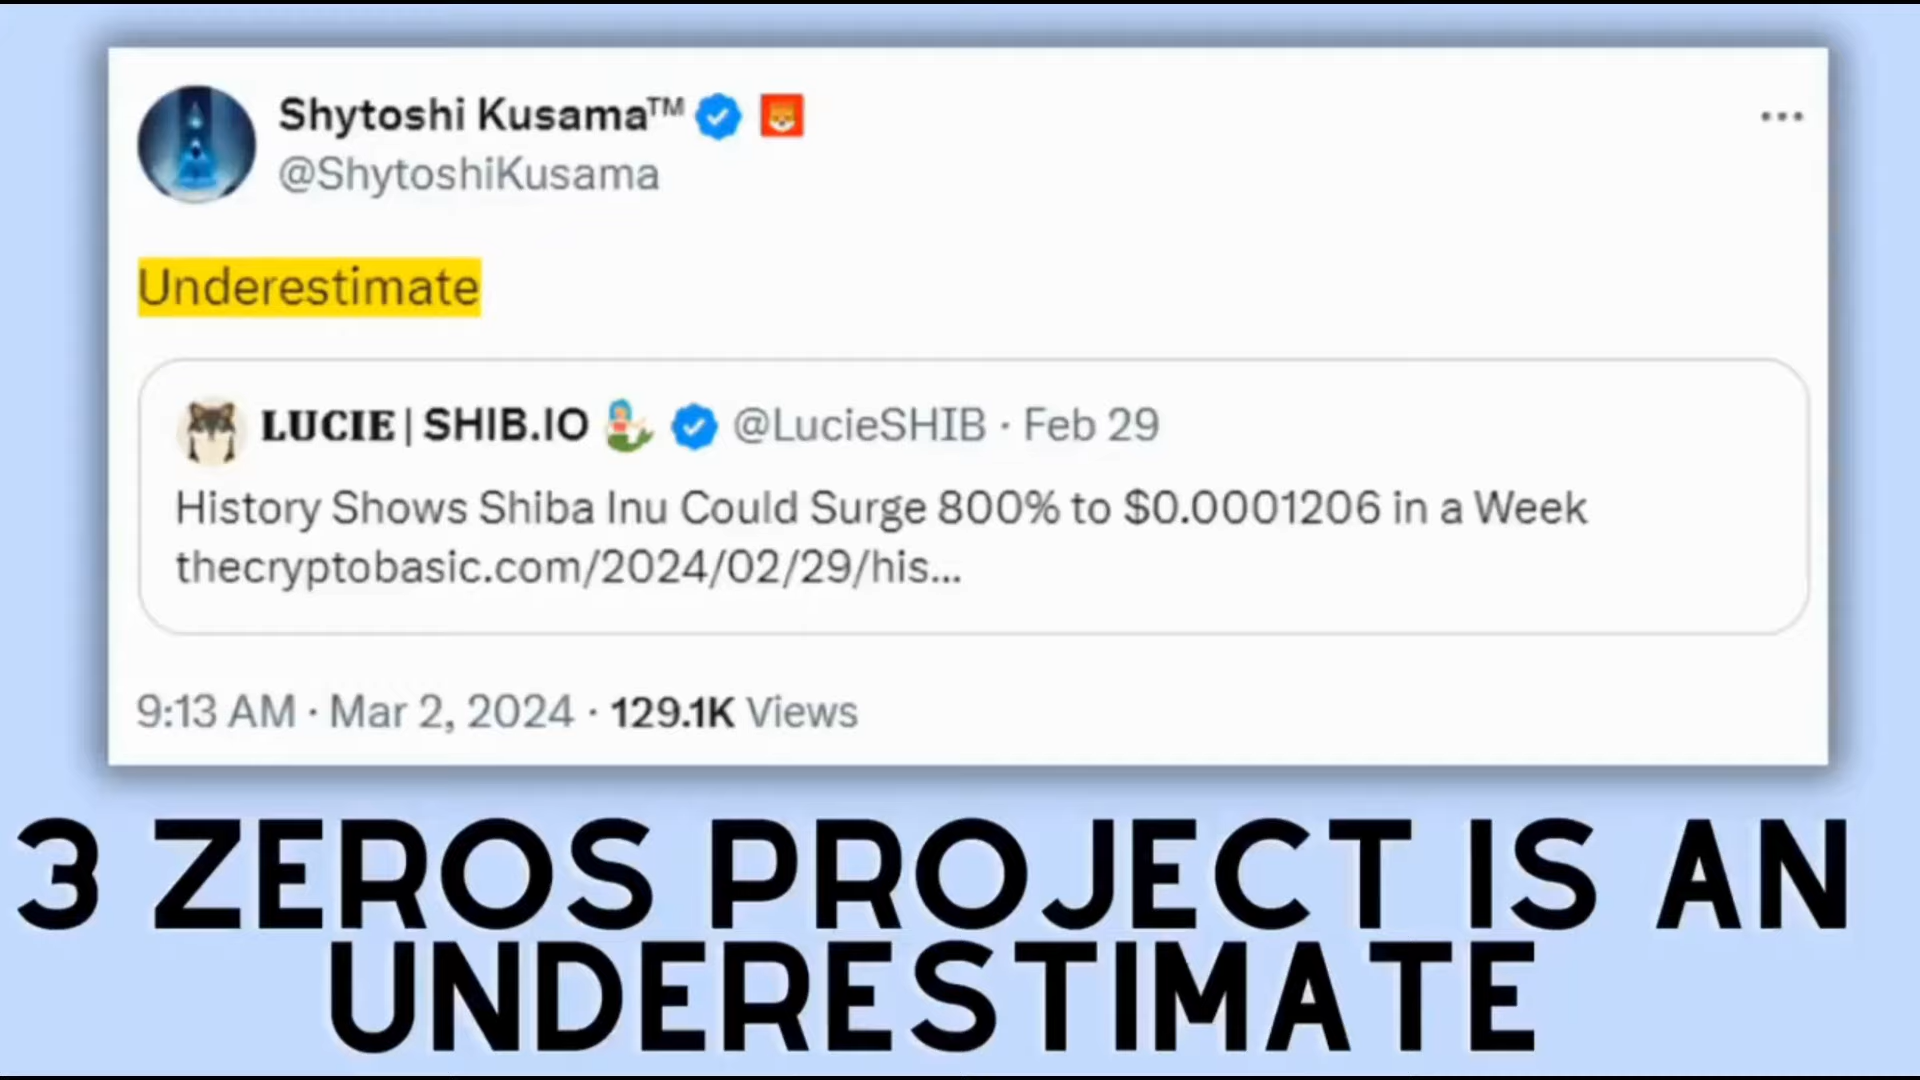 Shytoshi Kusama™
@ShytoshiKusama
Underestimate
LUCIE | SHIB.IO @LucieSHIB · Feb 29
History Shows Shiba Inu Could Surge 800% to $0.0001206 in a Week
thecryptobasic.com/2024/02/29/his...
9:13 AM · Mar 2, 2024 · 129.1K Views
3 ZEROS PROJECT IS AN
UNDERESTIMATE